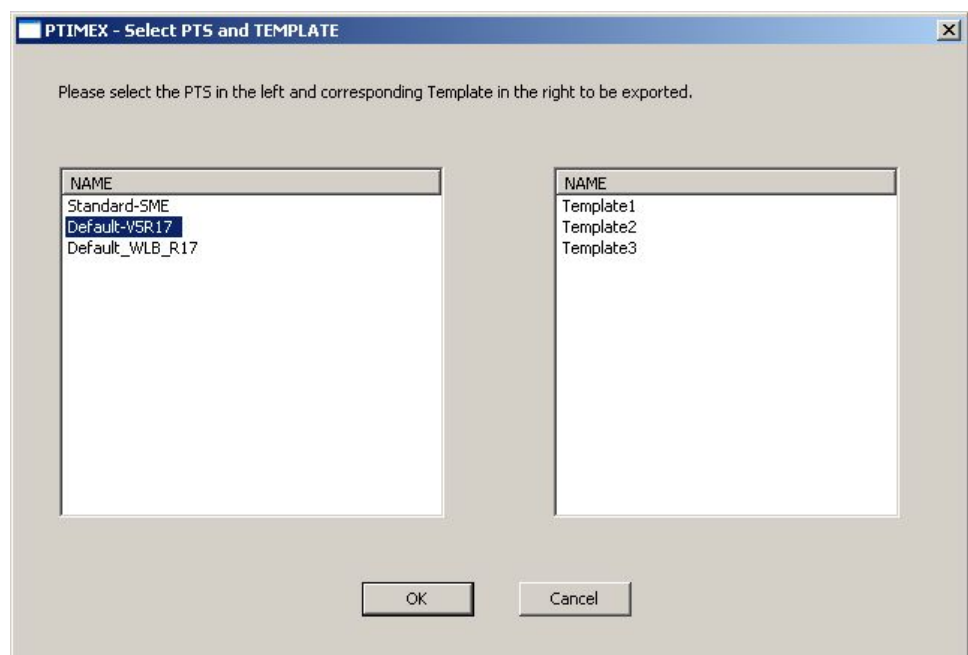 PTIMEX - Select PTS and TEMPLATE
Please select the PTS in the left and corresponding Template in the right to be exported.
NAME
Standard-SME
Default-V5R17
Default_WLB_R17
NAME
Template1
Template2
Template3
OK
Cancel